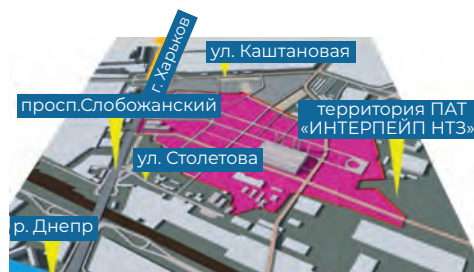 г. Харьков
ул. Каштановая
просп.Слобожанский
территория ПАТ
«ИНТЕРПЕЙП НТЗ»
ул. Столетова
р. Днепр